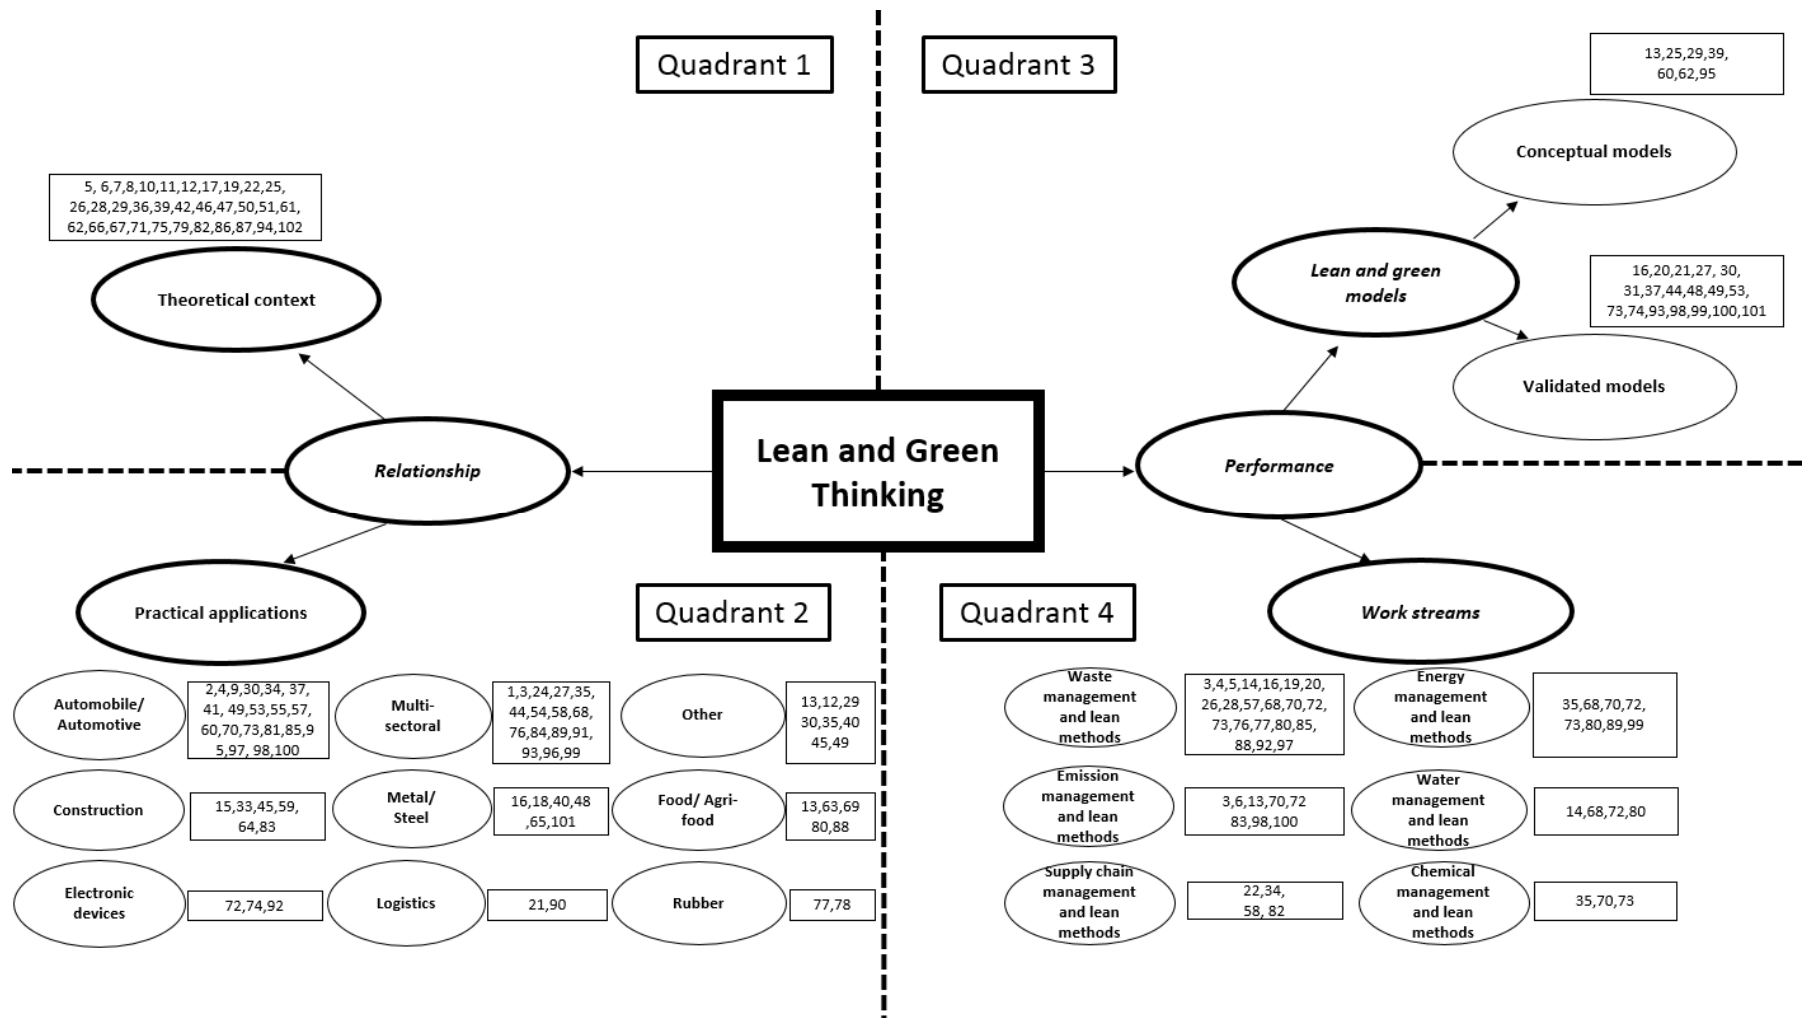 Quadrant 1
Quadrant 3
13,25,29,39,
60,62,95
Conceptual models
5, 6,7,8,10,11,12,17,19,22,25,
26,28,29,36,39,42,46,47,50,51,61,
62,66,67,71,75,79,82,86,87,94,102
Theoretical context
Lean and green
models
16,20,21,27, 30,
31,37,44,48,49,53,
73,74,93,98,99,100,101
Validated models
Relationship
Lean and Green
Thinking
Performance
Practical applications
Quadrant 2
Quadrant 4
Work streams
Automobile/
Automotive
2,4,9,30,34, 37,
41, 49,53,55,57,
60,70,73,81,85,9
5,97, 98,100
Multi-
sectoral
1,3,24,27,35,
44,54,58,68,
76,84,89,91,
93,96,99
Other
13,12,29
30,35,40
45,49
Waste
management
and lean
methods
3,4,5,14,16,19,20,
26,28,57,68,70,72,
73,76,77,80,85,
88,92,97
Energy
management
and lean
methods
35,68,70,72,
73,80,89,99
Construction
15,33,45,59,
64,83
Metal/
Steel
16,18,40,48
,65,101
Food/ Agri-
food
13,63,69
80,88
Emission
management
and lean
methods
3,6,13,70,72
83,98,100
Water
management
and lean
methods
14,68,72,80
Electronic
devices
72,74,92
Logistics
21,90
Rubber
77,78
Supply chain
management
and lean
methods
22,34,
58, 82
Chemical
management
and lean
methods
35,70,73